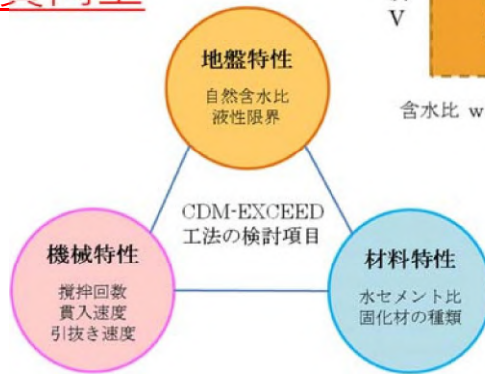 V
含水比 w
地盤特性
自然含水比
液性限界
CDM-EXCEED
工法の検討項目
機械特性
攪拌回数
貫入速度
引抜き速度
材料特性
水セメント比
固化材の種類